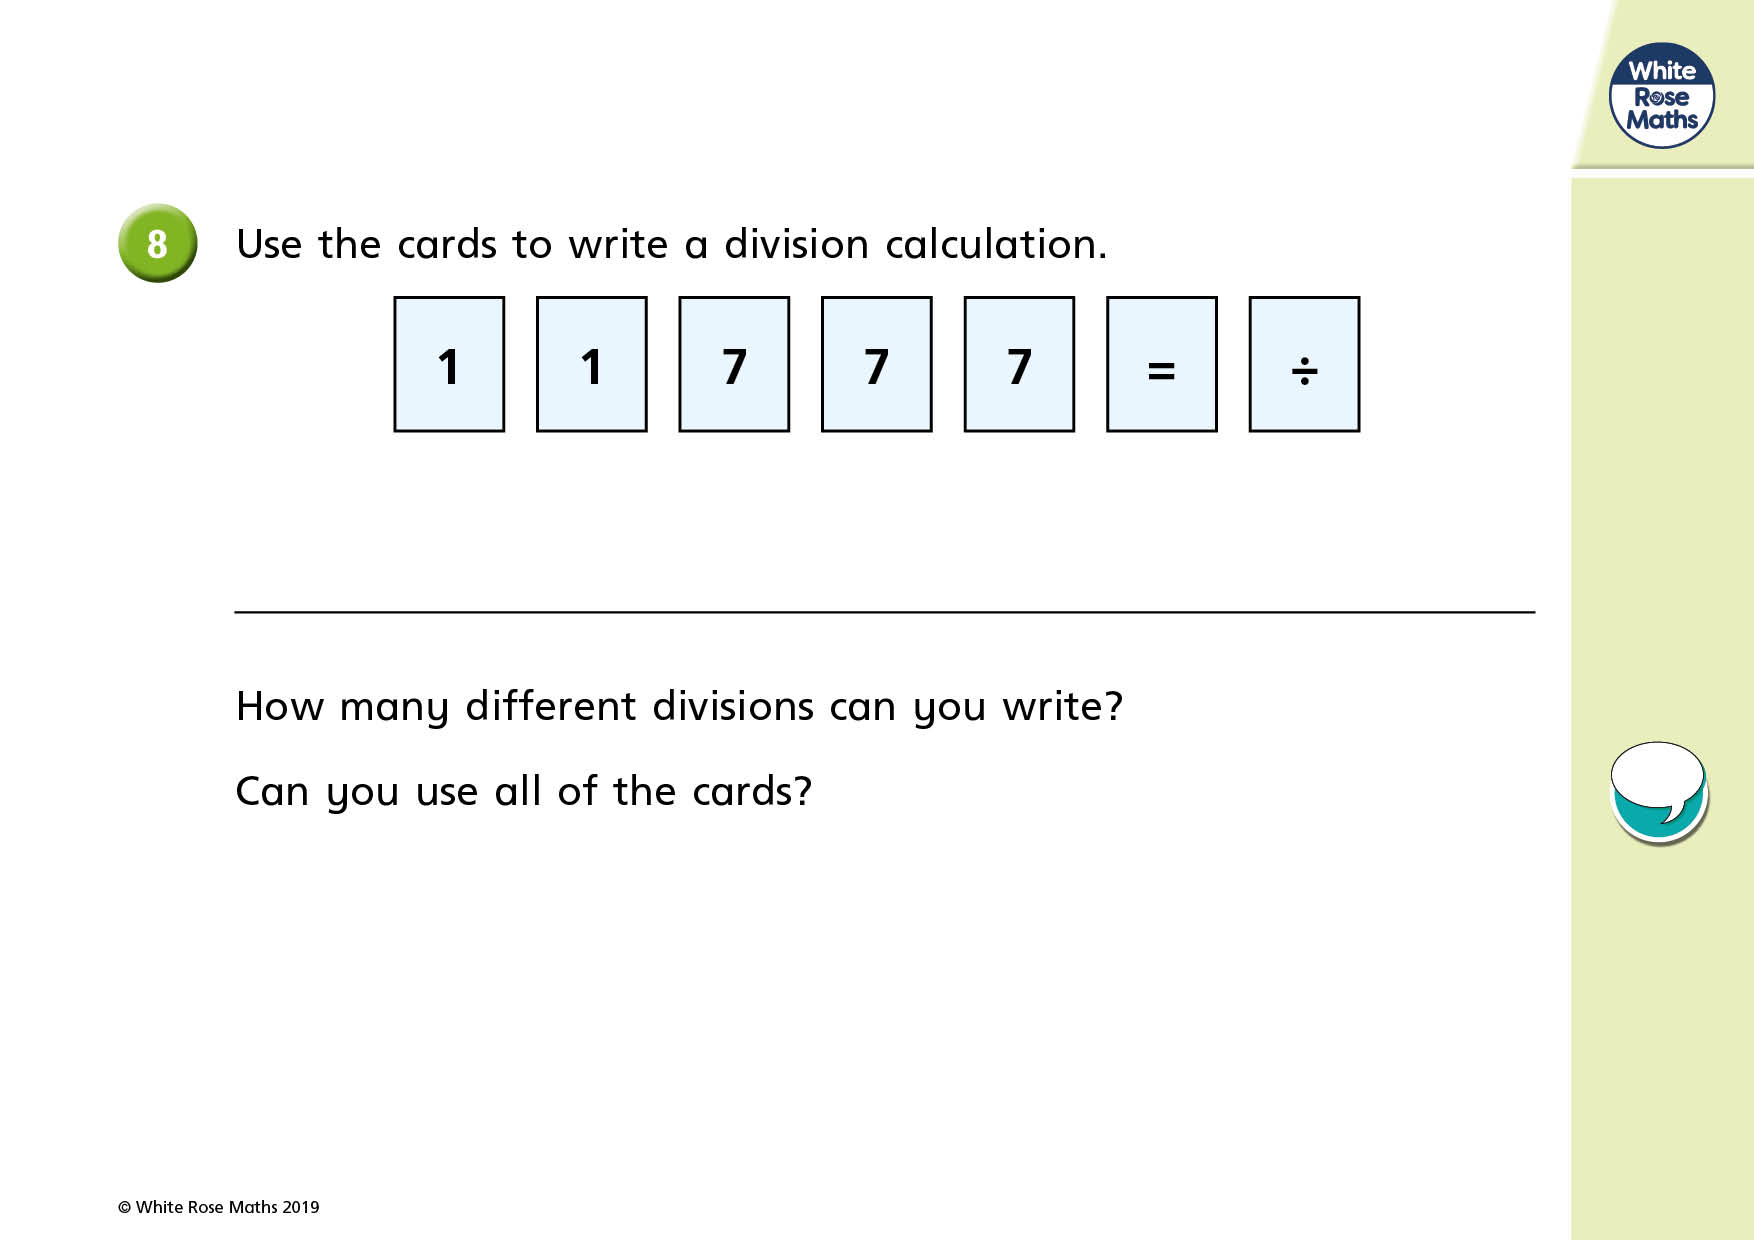 White
Rose
Maths
8 Use the cards to write a division calculation.
1 1 7 7 7 = ÷
How many different divisions can you write?
Can you use all of the cards?
© White Rose Maths 2019